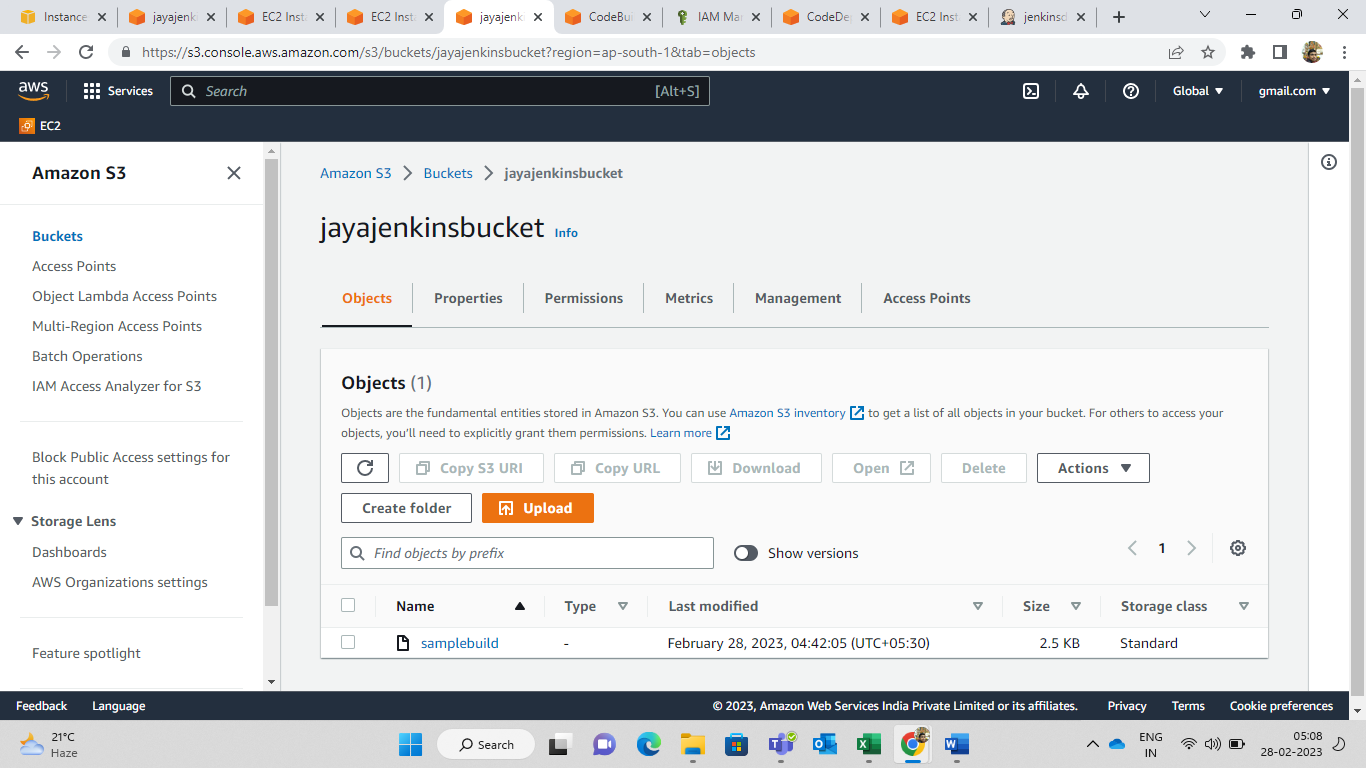 Instance
jayajenk
EC2 Inst
EC2 Inst
jayajenk
CodeBui
IAM Ma
CodeDep
EC2 Inst
jenkinsd
https://s3.console.aws.amazon.com/s3/buckets/jayajenkinsbucket?region=ap-south-1&tab=objects
aws
Services
Search
[Alt+S]
Global
gmail.com
EC2
Amazon S3
Buckets
Access Points
Object Lambda Access Points
Multi-Region Access Points
Batch Operations
IAM Access Analyzer for S3
Block Public Access settings for
this account
Storage Lens
Dashboards
AWS Organizations settings
Feature spotlight
Amazon S3 > Buckets > jayajenkinsbucket
jayajenkinsbucket Info
Objects
Properties
Permissions
Metrics
Management
Access Points
Objects (1)
Objects are the fundamental entities stored in Amazon S3. You can use Amazon S3 inventory to get a list of all objects in your bucket. For others to access your
objects, you'll need to explicitly grant them permissions. Learn more
Copy S3 URI
Copy URL
Download
Open
Delete
Actions
Create folder
Upload
Find objects by prefix
Show versions
1
Name Type Last modified Size Storage class
samplebuild - February 28, 2023, 04:42:05 (UTC+05:30) 2.5 KB Standard
Feedback
Language
© 2023, Amazon Web Services India Private Limited or its affiliates.
Privacy
Terms
Cookie preferences
21°C
Haze
Search
ENG
IN
05:08
28-02-2023